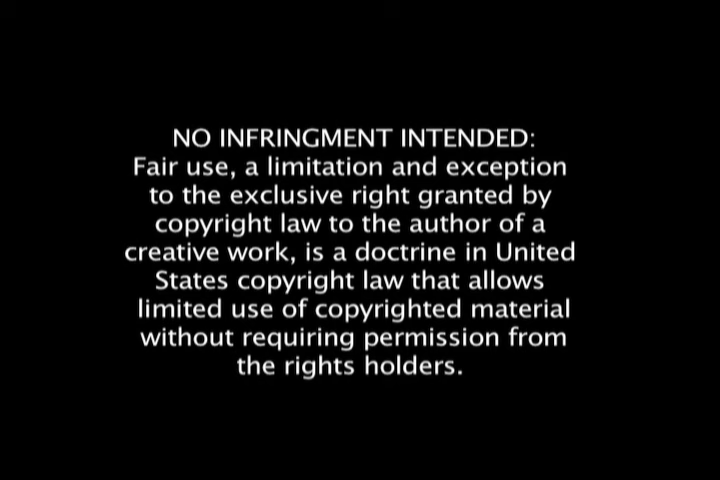 NO INFRINGMENT INTENDED:
Fair use, a limitation and exception
to the exclusive right granted by
copyright law to the author of a
creative work, is a doctrine in United
States copyright law that allows
limited use of copyrighted material
without requiring permission from
the rights holders.